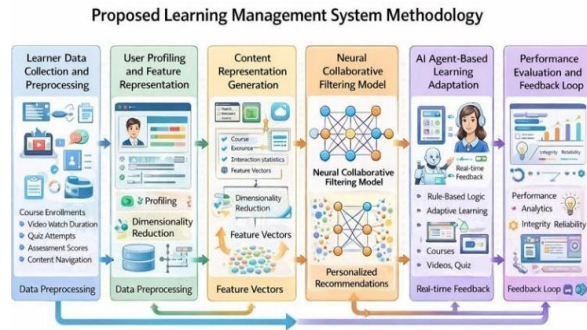 Proposed Learning Management System Methodology
Learner Data
Collection and
Preprocessing
Course Enrollments
Video Watch Duration
Quiz Attempts
Assessment Scores
Content Navigation
Data Preprocessing
User Profiling
and Feature
Representation
Profiling
Dimensionality
Reduction
Data Preprocessing
Content
Representation
Generation
Course
Interaction statistics
Feature Vectors
Dimensionality
Reduction
Feature Vectors
Feature Vectors
Neural
Collaborative
Filtering Model
Neural Collaborative
Filtering Model
Personalized
Recommendations
AI Agent-Based
Learning
Adaptation
Real-time
Feedback
Rule-Based Logic
Adaptive Learning
Courses
Videos, Quiz
Real-time Feedback
Performance
Evaluation and
Feedback Loop
Integrity Reliability
Performance
Analytics
Integrity Reliability
Feedback Loop